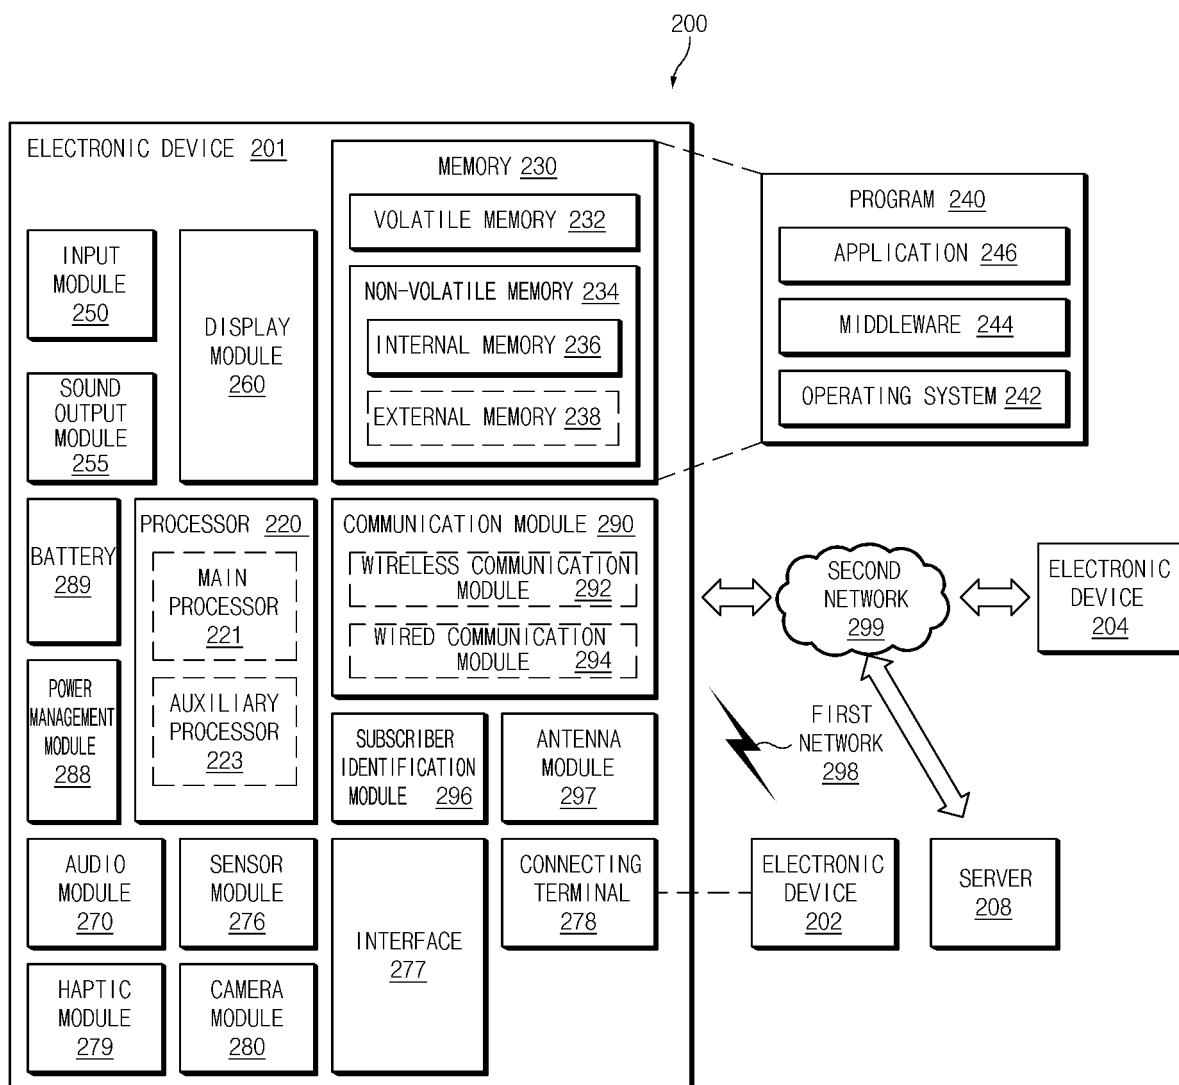 200
ELECTRONIC DEVICE 201
INPUT
MODULE
250
SOUND
OUTPUT
MODULE
255
DISPLAY
MODULE
260
MEMORY 230
VOLATILE MEMORY 232
NON-VOLATILE MEMORY 234
INTERNAL MEMORY 236
EXTERNAL MEMORY 238
PROGRAM 240
APPLICATION 246
MIDDLEWARE 244
OPERATING SYSTEM 242
BATTERY
289
POWER
MANAGEMENT
MODULE
288
PROCESSOR 220
MAIN
PROCESSOR
221
AUXILIARY
PROCESSOR
223
COMMUNICATION MODULE 290
WIRELESS COMMUNICATION
MODULE 292
WIRED COMMUNICATION
MODULE 294
SUBSCRIBER
IDENTIFICATION
MODULE 296
ANTENNA
MODULE
297
SECOND
NETWORK
299
ELECTRONIC
DEVICE
204
FIRST
NETWORK
298
AUDIO
MODULE
270
SENSOR
MODULE
276
INTERFACE
277
CONNECTING
TERMINAL
278
ELECTRONIC
DEVICE
202
SERVER
208
HAPTIC
MODULE
279
CAMERA
MODULE
280